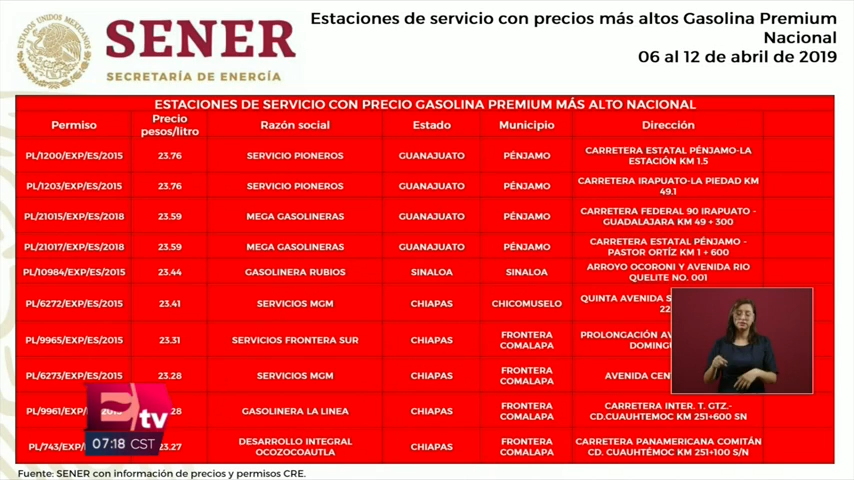 ESTADOS UNIDOS MEXICANOS
SENER
SECRETARÍA DE ENERGÍA
Estaciones de servicio con precios más altos Gasolina Premium
Nacional
06 al 12 de abril de 2019
ESTACIONES DE SERVICIO CON PRECIO GASOLINA PREMIUM MÁS ALTO NACIONAL
Permiso Precio pesos/litro Razón social Estado Municipio Dirección
PL/1200/EXP/ES/2015 23.76 SERVICIO PIONEROS GUANAJUATO PÉNJAMO CARRETERA ESTATAL PÉNJAMO-LA ESTACIÓN KM 1.5
PL/1203/EXP/ES/2015 23.76 SERVICIO PIONEROS GUANAJUATO PÉNJAMO CARRETERA IRAPUATO-LA PIEDAD KM 49.1
PL/21015/EXP/ES/2018 23.59 MEGA GASOLINERAS GUANAJUATO PÉNJAMO CARRETERA FEDERAL 90 IRAPUATO - GUADALAJARA KM 49 + 300
PL/21017/EXP/ES/2018 23.59 MEGA GASOLINERAS GUANAJUATO PÉNJAMO CARRETERA ESTATAL PÉNJAMO - PASTOR ORTÍZ KM 1 + 600
PL/10984/EXP/ES/2015 23.44 GASOLINERA RUBIOS SINALOA SINALOA ARROYO OCORONI Y AVENIDA RIO QUELITE NO. 001
PL/6272/EXP/ES/2015 23.41 SERVICIOS MGM CHIAPAS CHICOMUSELO QUINTA AVENIDA
PL/9965/EXP/ES/2015 23.31 SERVICIOS FRONTERA SUR CHIAPAS FRONTERA COMALAPA PROLONGACIÓN
PL/6273/EXP/ES/2015 23.28 SERVICIOS MGM CHIAPAS FRONTERA COMALAPA AVENIDA
PL/9961/EXP/ GASOLINERA LA LINEA CHIAPAS FRONTERA COMALAPA CARRETERA INTER. T. GTZ.- CD.CUAUHTEMOC KM 251+600 SN
PL/743/EXP/ 23.27 DESARROLLO INTEGRAL OCOZOCOAUTLA CHIAPAS FRONTERA COMALAPA CARRETERA PANAMERICANA COMITÁN CD. CUAUHTÉMOC KM 251+100 S/N
Etv
07:18 CST
Fuente: SENER con información de precios y permisos CRE.